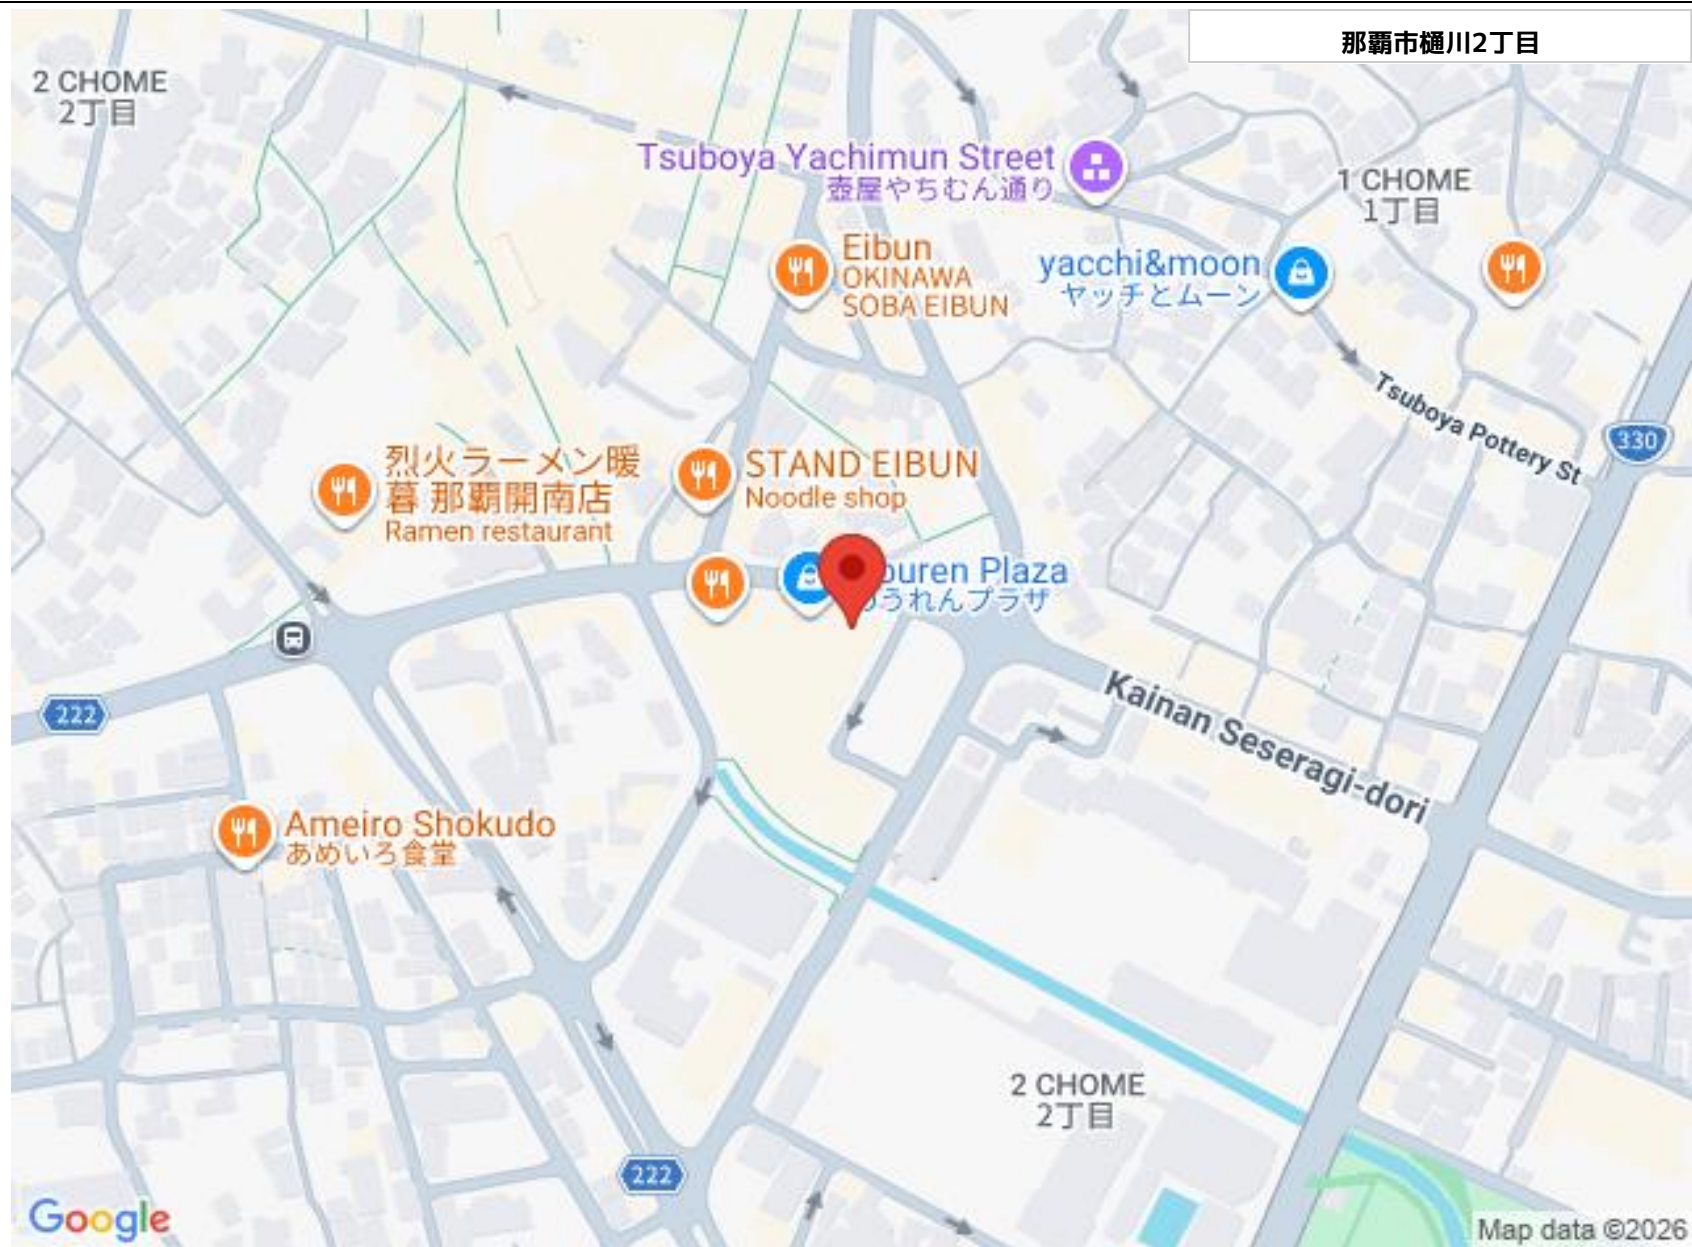 那覇市樋川2丁目
2 CHOME
2丁目
Tsuboya Yachimun Street
壺屋やちむん通り
1 CHOME
1丁目
Eibun
OKINAWA
SOBA EIBUN
yacchi&moon
ヤッチとムーン
Tsuboya Pottery St
330
烈火ラーメン暖
暮 那覇開南店
Ramen restaurant
STAND EIBUN
Noodle shop
ouren Plaza
うれんプラザ
222
Kainan Seseragi-dori
Ameiro Shokudo
あめいろ食堂
2 CHOME
2丁目
222
Google
Map data ©2026